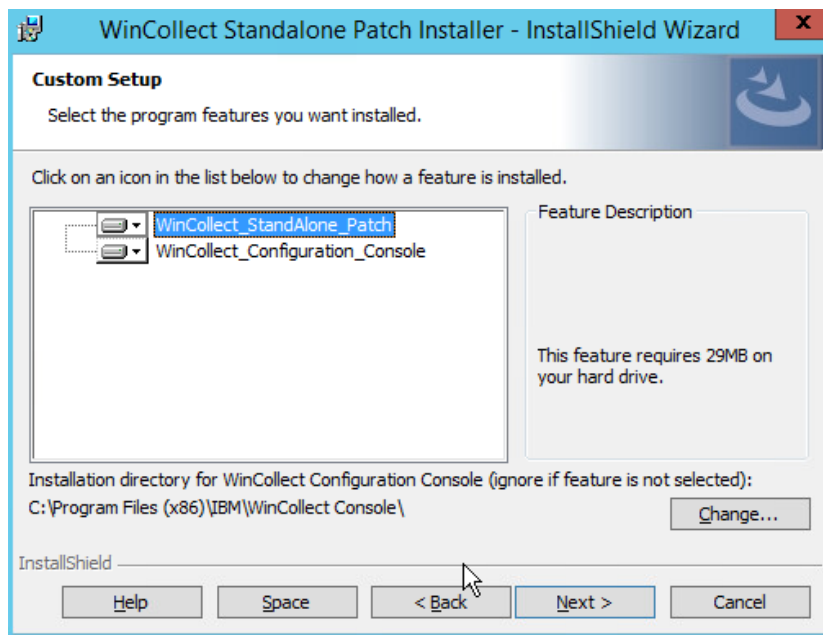 WinCollect Standalone Patch Installer - InstallShield Wizard
x
Custom Setup
Select the program features you want installed.
Click on an icon in the list below to change how a feature is installed.
WinCollect_StandAlone_Patch
WinCollect_Configuration_Console
Feature Description
This feature requires 29MB on
your hard drive.
Installation directory for WinCollect Configuration Console (ignore if feature is not selected):
C:\Program Files (x86)\IBM\WinCollect Console\
Change...
InstallShield
Help Space < Back Next > Cancel